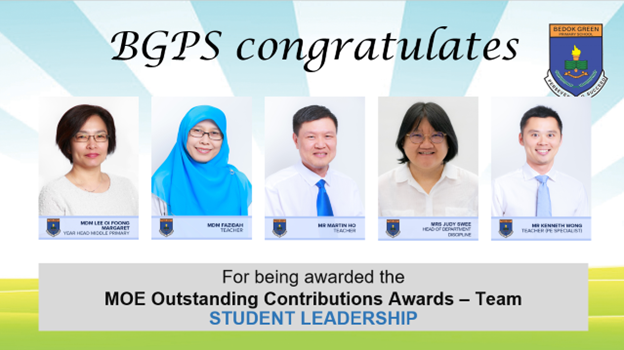 BGPS congratulates
BEDOK GREEN
PRIMARY SCHOOL
MDM LEE OI FOONG
MARGARET
YEAR HEAD MIDDLE PRIMARY
MDM FAZIDAH
TEACHER
MR MARTIN HO
TEACHER
MRS JUDY SWEE
HEAD OF DEPARTMENT
DISCIPLINE
MR KENNETH WONG
TEACHER (PE SPECIALIST)
For being awarded the
MOE Outstanding Contributions Awards – Team
STUDENT LEADERSHIP